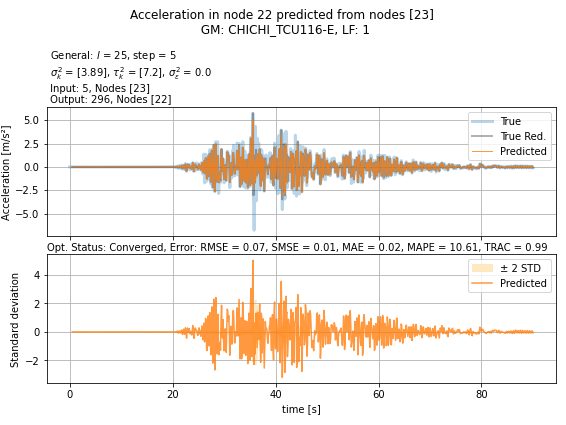 Acceleration in node 22 predicted from nodes [23]
GM: CHICHI_TCU116-E, LF: 1
General: l = 25, step = 5
σ²ₖ = [3.89], τ²ₖ = [7.2], σ²ε = 0.0
Input: 5, Nodes [23]
Output: 296, Nodes [22]
Acceleration [m/s²]
5.0
2.5
0.0
−2.5
−5.0
True
True Red.
Predicted
Opt. Status: Converged, Error: RMSE = 0.07, SMSE = 0.01, MAE = 0.02, MAPE = 10.61, TRAC = 0.99
Standard deviation
4
2
0
−2
± 2 STD
Predicted
0 20 40 60 80
time [s]